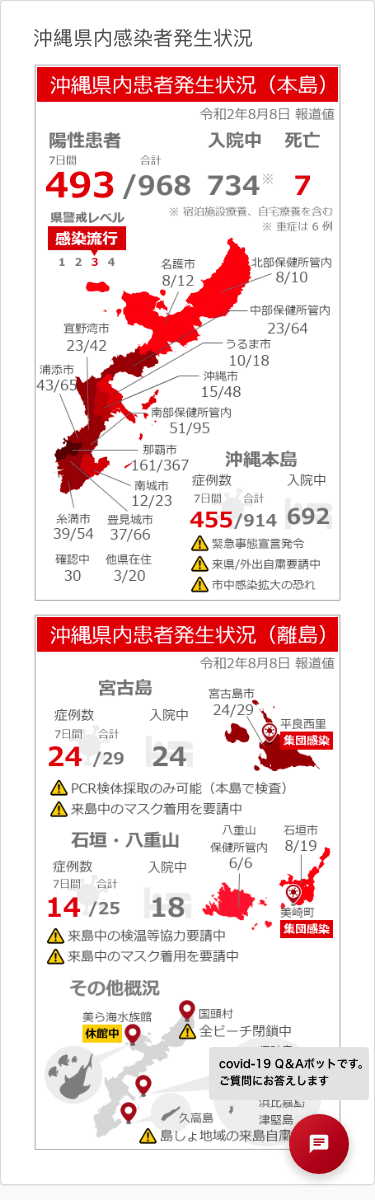 沖縄県内感染者発生状況
沖縄県内患者発生状況（本島）
令和2年8月8日 報道値
陽性患者 入院中 死亡
7日間 合計
493 /968 734※ 7
※ 宿泊施設療養、自宅療養を含む
※ 重症は 6 例
県警戒レベル
感染流行
1 2 3 4
名護市
8/12
北部保健所管内
8/10
中部保健所管内
23/64
宜野湾市
23/42
うるま市
10/18
浦添市
43/65
沖縄市
15/48
南部保健所管内
51/95
那覇市
161/367
南城市
12/23
糸満市
39/54
豊見城市
37/66
確認中
30
他県在住
3/20
沖縄本島
症例数 入院中
7日間 合計
455/914 692
緊急事態宣言発令
来県/外出自粛要請中
市中感染拡大の恐れ
沖縄県内患者発生状況（離島）
令和2年8月8日 報道値
宮古島
症例数 入院中
7日間 合計
24 /29 24
宮古島市
24/29
平良西里
集団感染
PCR検体採取のみ可能（本島で検査）
来島中のマスク着用を要請中
石垣・八重山
症例数 入院中
7日間 合計
14 /25 18
八重山
保健所管内
6/6
石垣市
8/19
美崎町
集団感染
来島中の検温等協力要請中
来島中のマスク着用を要請中
その他概況
美ら海水族館
休館中
国頭村
全ビーチ閉鎖中
covid-19 Q&Aボットです。
ご質問にお答えします
浜比嘉島
津堅島
久高島
島しょ地域の来島自粛